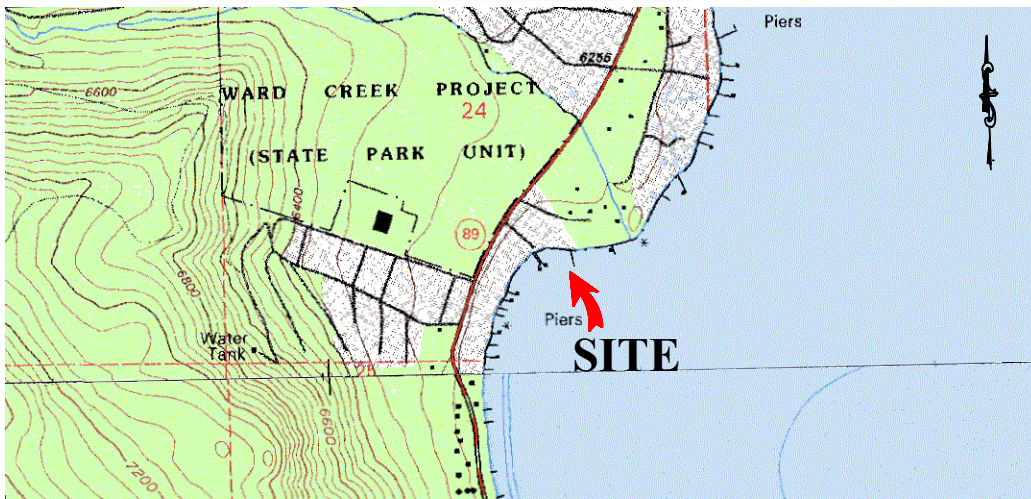 Piers
6255
6600
WARD CREEK PROJECT
24
(STATE PARK UNIT)
6400
89
6800
Piers
SITE
Water
Tank
25
6600
7200